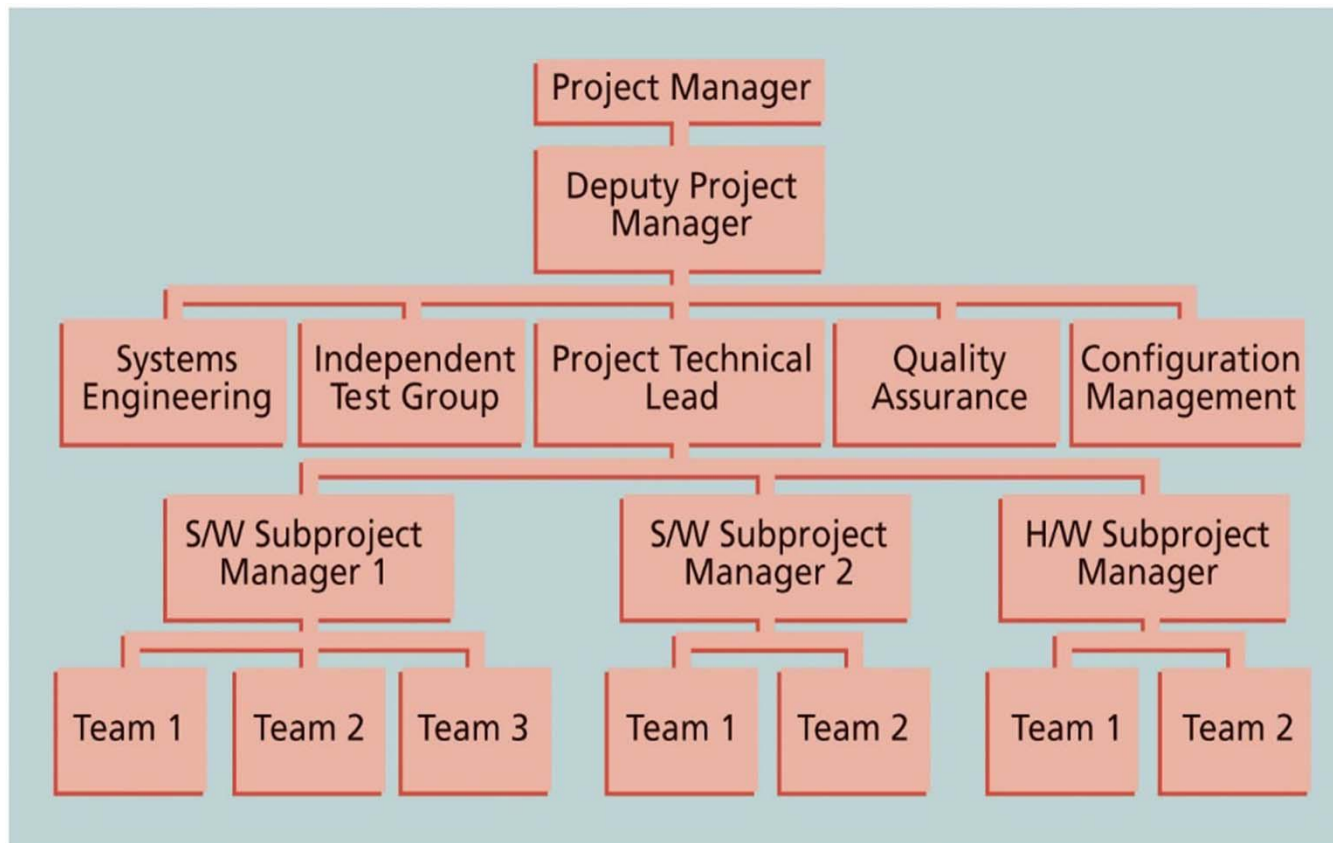 Project Manager
Deputy Project
Manager
Systems
Engineering
Independent
Test Group
Project Technical
Lead
Quality
Assurance
Configuration
Management
S/W Subproject
Manager 1
S/W Subproject
Manager 2
H/W Subproject
Manager
Team 1
Team 2
Team 3
Team 1
Team 2
Team 1
Team 2